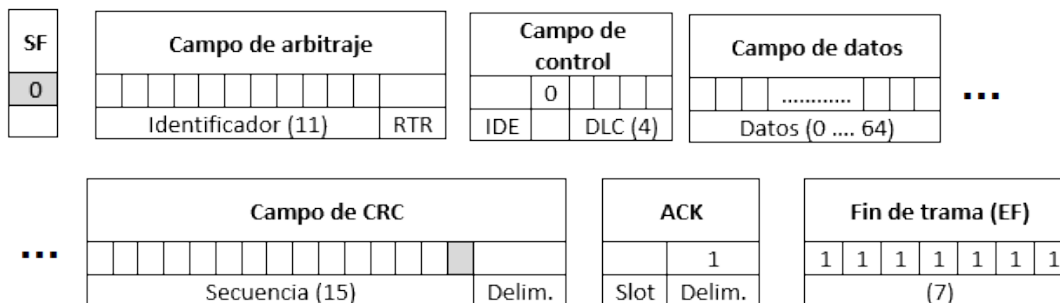 SF
0
Campo de arbitraje
Identificador (11)
RTR
Campo de
control
0
IDE
DLC (4)
Campo de datos
............
Datos (0 .... 64)
...
...
Campo de CRC
Secuencia (15)
Delim.
ACK
1
Slot
Delim.
Fin de trama (EF)
1 1 1 1 1 1 1
(7)